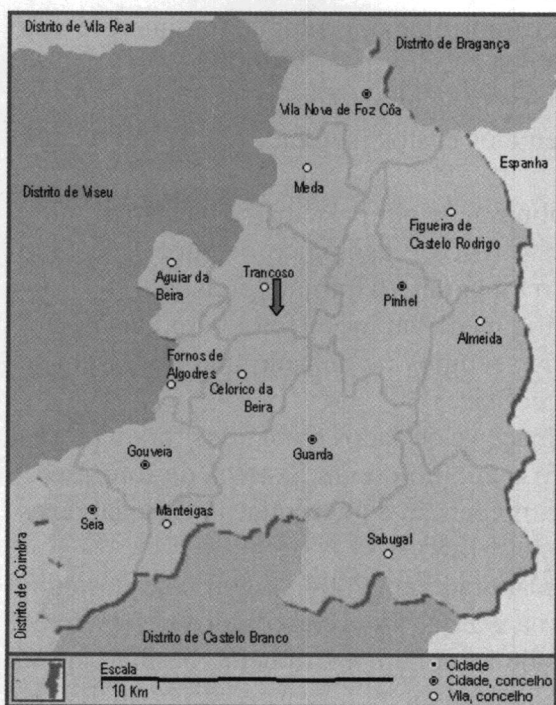 Distrito de Vila Real
Distrito de Bragança
Vila Nova de Foz Côa
Espanha
Meda
Distrito de Viseu
Figueira de
Castelo Rodrigo
Aguiar da
Beira
Trancoso
Pinhel
Almeida
Fornos de
Algodres
Celorico da
Beira
Gouveia
Guarda
Seia
Manteigas
Sabugal
Distrito de Coimbra
Distrito de Castelo Branco
Escala
10 Km
Cidade
Cidade, concelho
Vila, concelho